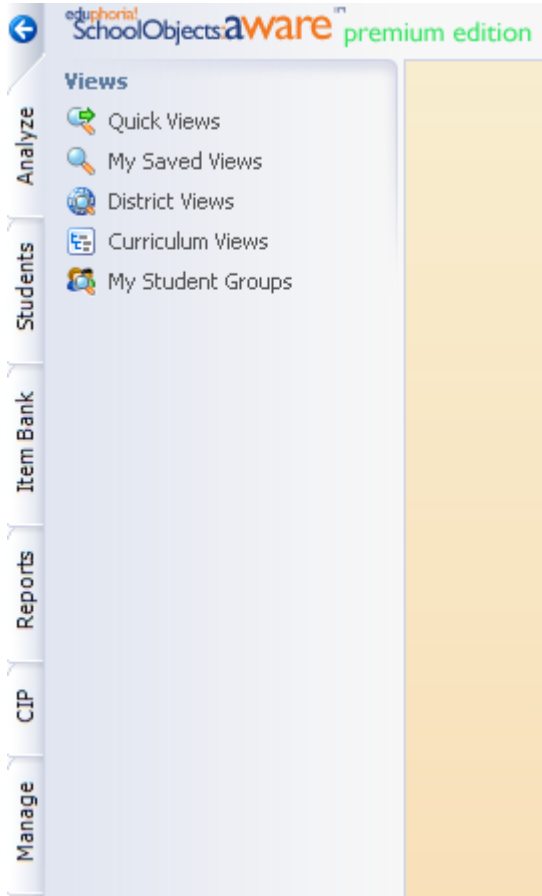 eduphoria!
SchoolObjects:aware™ premium edition
Views
Quick Views
My Saved Views
District Views
Curriculum Views
My Student Groups
Analyze
Students
Item Bank
Reports
CIP
Manage